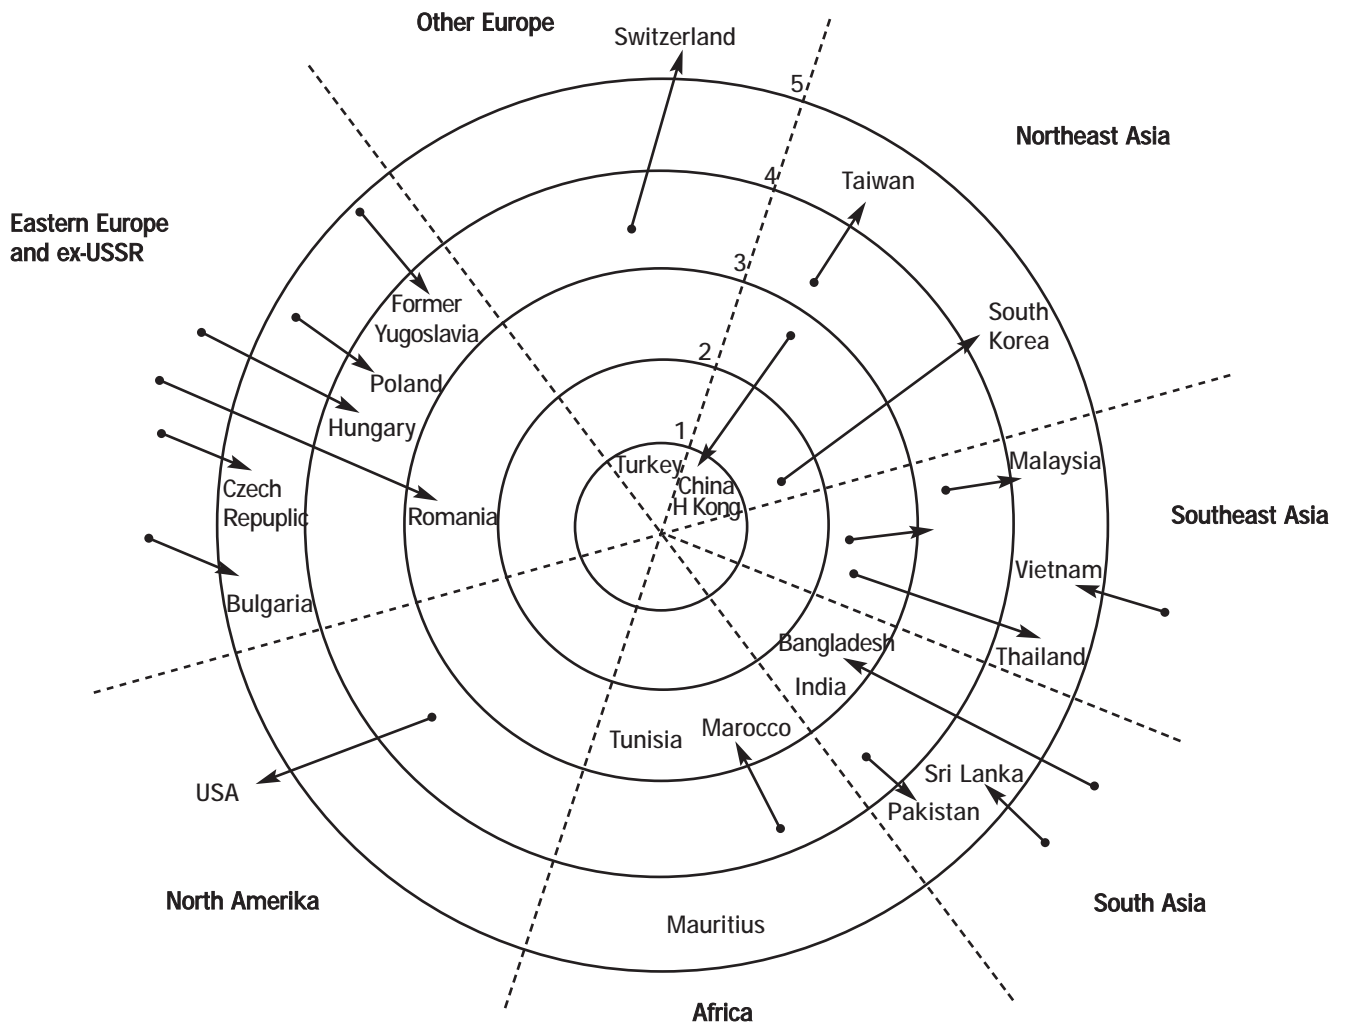 Other Europe
Switzerland
5
Northeast Asia
4
Taiwan
Eastern Europe
and ex-USSR
3
Former
Yugoslavia
South
Korea
2
Poland
Hungary
1
Turkey
China
H Kong
Malaysia
Czech
Repuplic
Romania
Southeast Asia
Vietnam
Bulgaria
Bangladesh
Thailand
India
Tunisia
Marocco
Sri Lanka
Pakistan
USA
North Amerika
South Asia
Mauritius
Africa